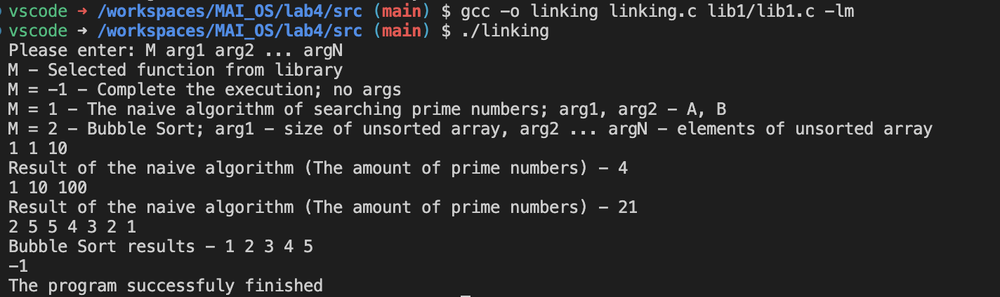 vscode ➜ /workspaces/MAI_OS/lab4/src (main) $ gcc -o linking linking.c lib1/lib1.c -lm
vscode ➜ /workspaces/MAI_OS/lab4/src (main) $ ./linking
Please enter: M arg1 arg2 ... argN
M - Selected function from library
M = -1 - Complete the execution; no args
M = 1 - The naive algorithm of searching prime numbers; arg1, arg2 - A, B
M = 2 - Bubble Sort; arg1 - size of unsorted array, arg2 ... argN - elements of unsorted array
1 1 10
Result of the naive algorithm (The amount of prime numbers) - 4
1 10 100
Result of the naive algorithm (The amount of prime numbers) - 21
2 5 5 4 3 2 1
Bubble Sort results - 1 2 3 4 5
-1
The program successfuly finished